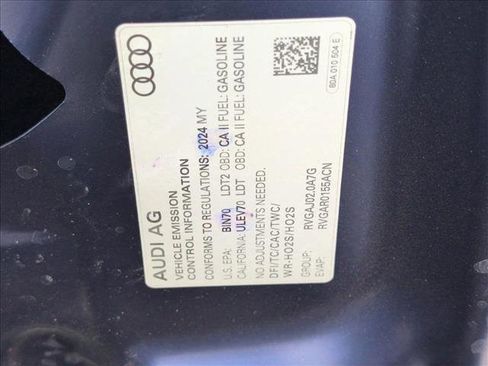 AUDI AG
VEHICLE EMISSION
CONTROL INFORMATION
CONFORMS TO REGULATIONS: 2024 MY
U.S. EPA: BIN70 LDT2 OBD: CA II FUEL: GASOLINE
CALIFORNIA: ULEV70 LDT OBD: CA II FUEL: GASOLINE
NO ADJUSTMENTS NEEDED.
DFI/TC/CAC/TWC/
WR-HO2S/HO2S
GROUP: RVGAJ02.0A7G
EVAP: RVGAR0155ACN
80A 010 504 E